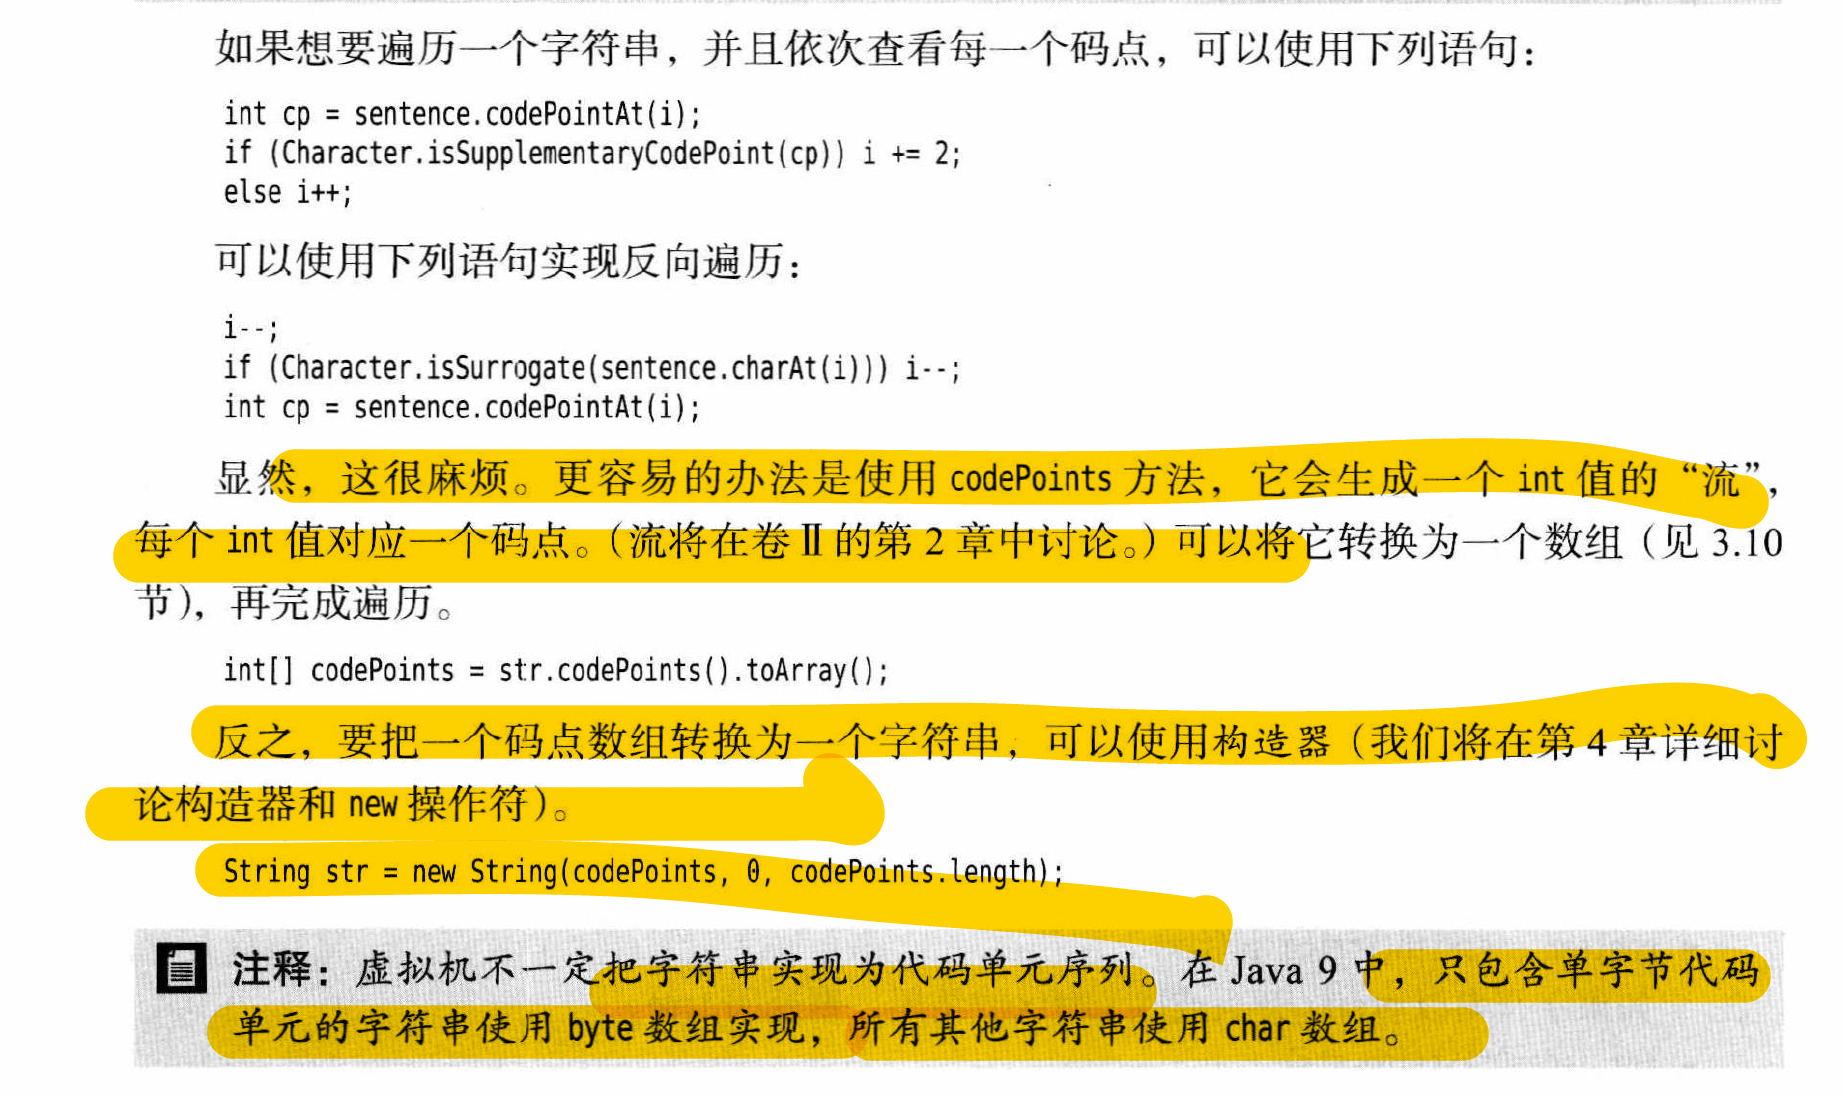 如果想要遍历一个字符串，并且依次查看每一个码点，可以使用下列语句：
int cp = sentence.codePointAt(i);
if (Character.isSupplementaryCodePoint(cp)) i += 2;
else i++;
可以使用下列语句实现反向遍历：
i--;
if (Character.isSurrogate(sentence.charAt(i))) i--;
int cp = sentence.codePointAt(i);
显然，这很麻烦。更容易的办法是使用 codePoints 方法，它会生成一个 int 值的“流”，
每个 int 值对应一个码点。（流将在卷Ⅱ的第 2 章中讨论。）可以将它转换为一个数组（见 3.10
节），再完成遍历。
int[] codePoints = str.codePoints().toArray();
反之，要把一个码点数组转换为一个字符串，可以使用构造器（我们将在第 4 章详细讨
论构造器和 new 操作符）。
String str = new String(codePoints, 0, codePoints.length);
注释：虚拟机不一定把字符串实现为代码单元序列。在 Java 9 中，只包含单字节代码
单元的字符串使用 byte 数组实现，所有其他字符串使用 char 数组。